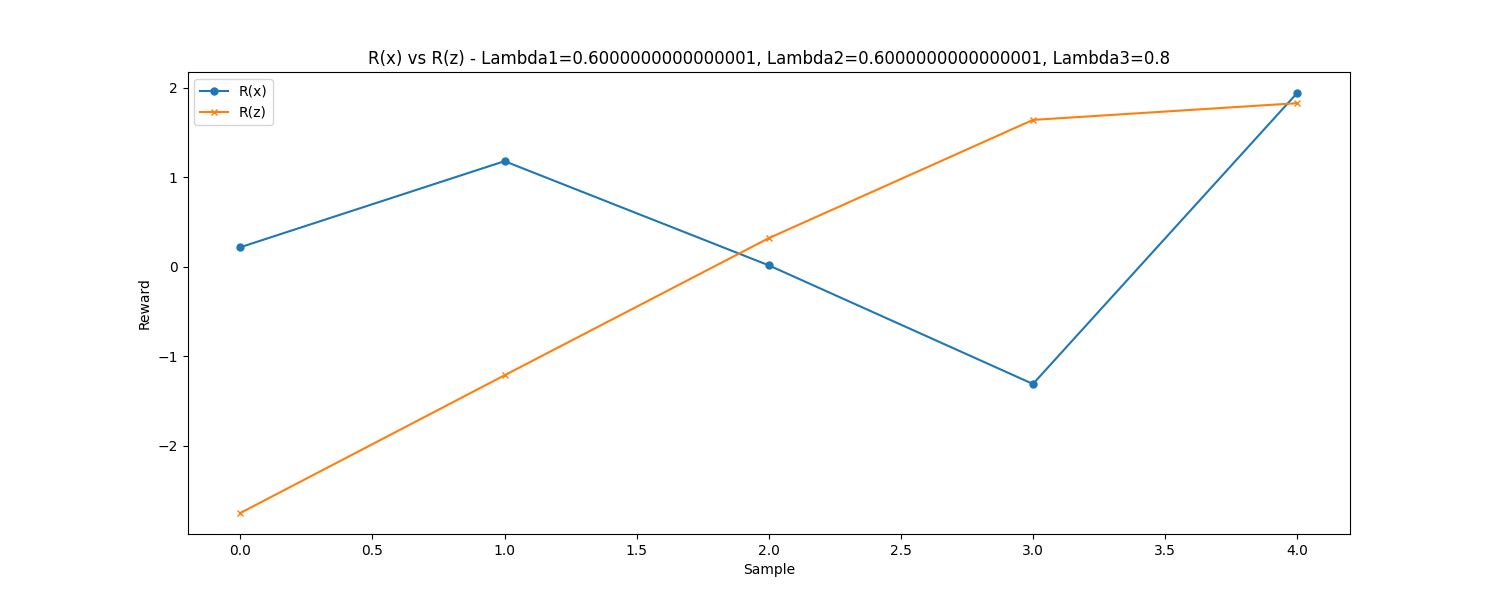 R(x) vs R(z) - Lambda1=0.6000000000000001, Lambda2=0.6000000000000001, Lambda3=0.8
R(x)
R(z)
2
1
0
−1
−2
Reward
0.0 0.5 1.0 1.5 2.0 2.5 3.0 3.5 4.0
Sample